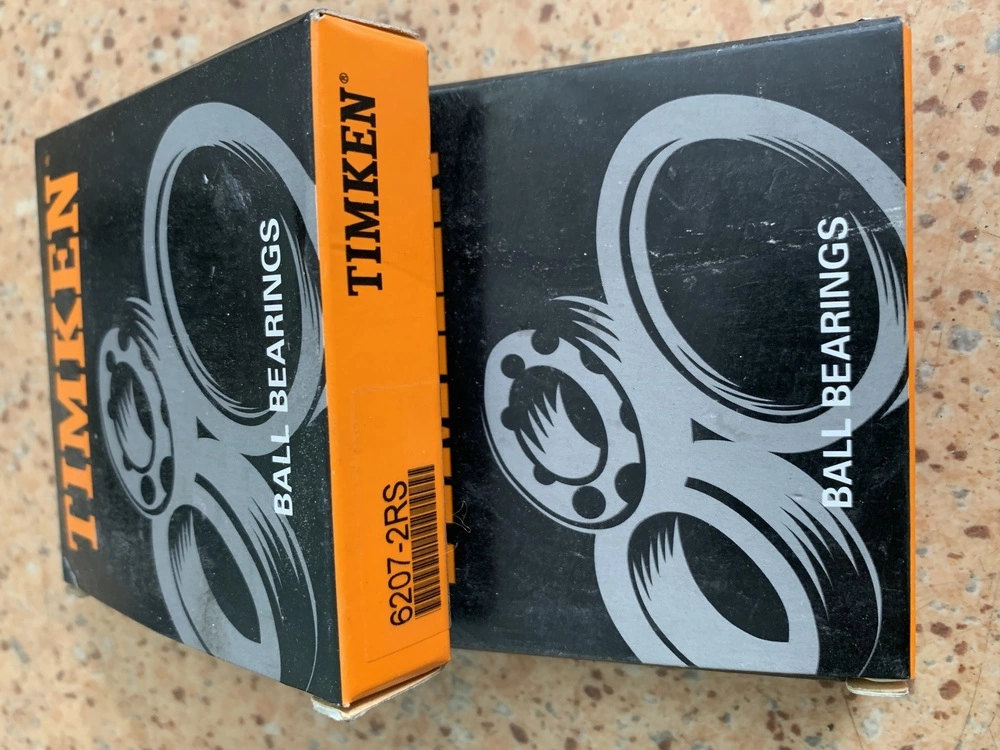 TIMKEN
BALL BEARINGS
TIMKEN®
6207-2RS
BALL BEARINGS